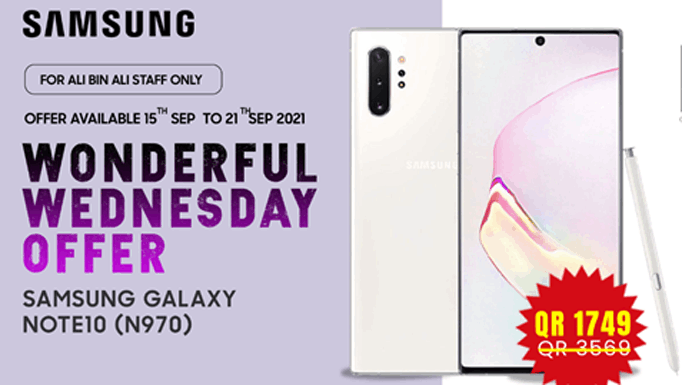 SAMSUNG
FOR ALI BIN ALI STAFF ONLY
OFFER AVAILABLE 15TH SEP TO 21TH SEP 2021
WONDERFUL
WEDNESDAY
OFFER
SAMSUNG GALAXY
NOTE10 (N970)
SAMSUNG
QR 1749
QR 3569